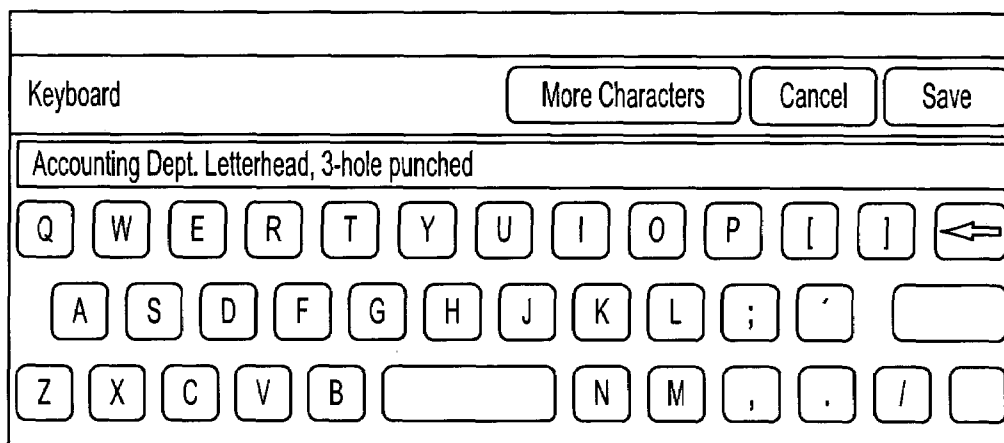 Keyboard More Characters Cancel Save
Accounting Dept. Letterhead, 3-hole punched
Q W E R T Y U I O P [ ]
A S D F G H J K L ; ´
Z X C V B N M , . /